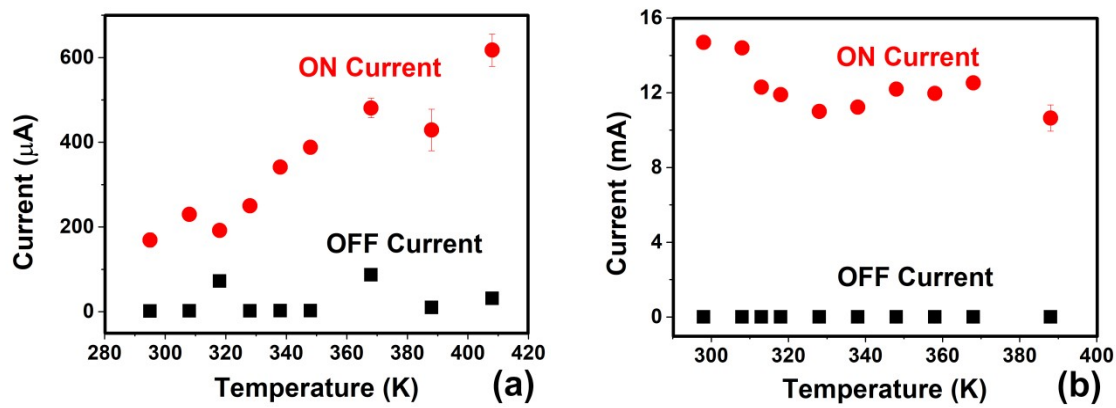 600
400
200
0
Current (μA)
ON Current
OFF Current
280 300 320 340 360 380 400 420
Temperature (K)
(a)
16
12
8
4
0
Current (mA)
ON Current
OFF Current
300 320 340 360 380 400
Temperature (K)
(b)